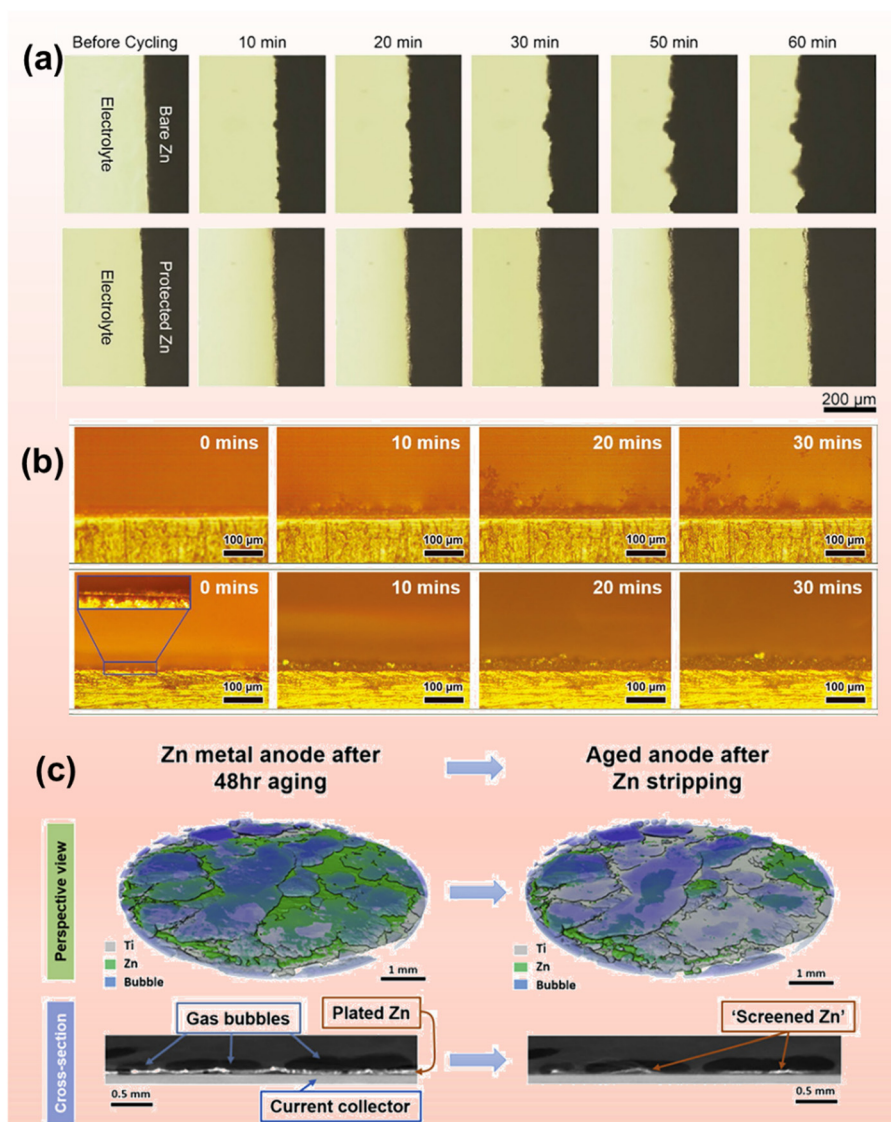 (a)
Before Cycling 10 min 20 min 30 min 50 min 60 min
Electrolyte
Bare Zn
Electrolyte
Protected Zn
200 µm
(b)
0 mins 10 mins 20 mins 30 mins
100 µm 100 µm 100 µm 100 µm
0 mins 10 mins 20 mins 30 mins
100 µm 100 µm 100 µm 100 µm
(c)
Zn metal anode after
48hr aging
Aged anode after
Zn stripping
Perspective view
Ti
Zn
Bubble
1 mm
Ti
Zn
Bubble
1 mm
Cross-section
Gas bubbles
Plated Zn
'Screened Zn'
0.5 mm
Current collector
0.5 mm